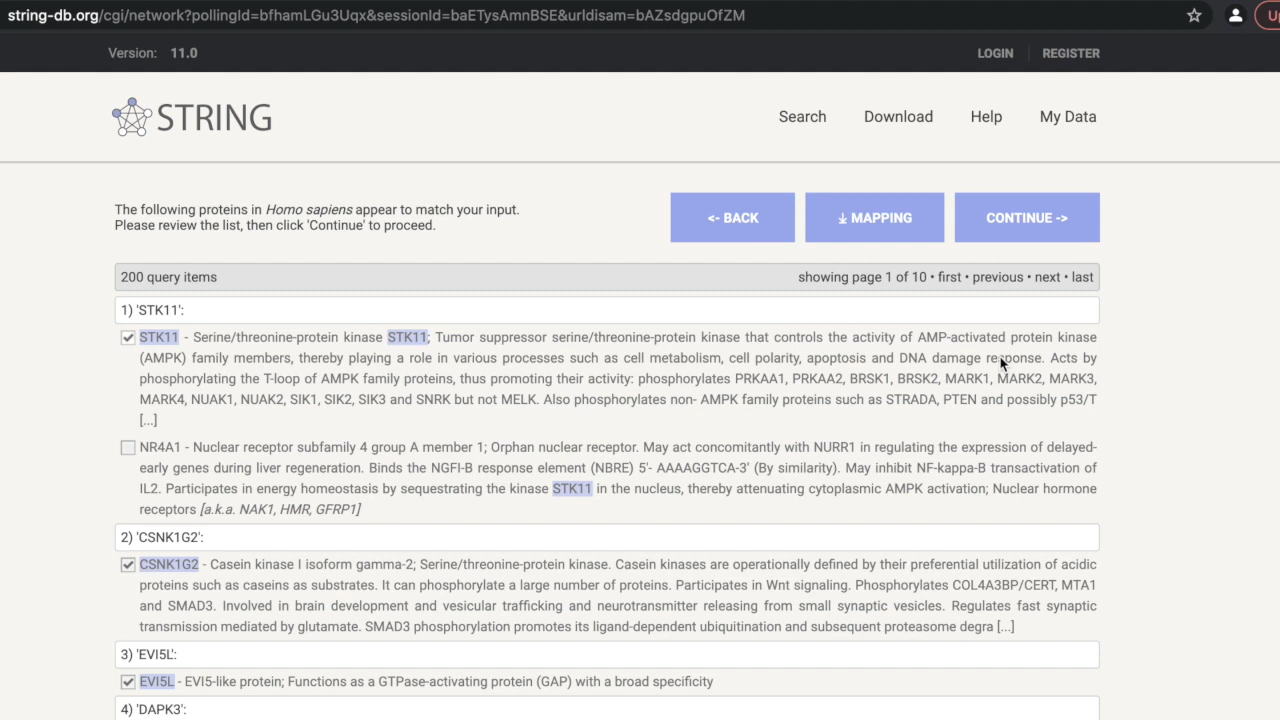 string-db.org/cgi/network?pollingId=bfhamLGu3Uqx&sessionId=baETysAmnBSE&urldisam=bAZsdgpuOfZM
Version: 11.0
LOGIN REGISTER
STRING
Search Download Help My Data
The following proteins in Homo sapiens appear to match your input.
Please review the list, then click 'Continue' to proceed.
<- BACK
MAPPING
CONTINUE ->
200 query items
showing page 1 of 10 • first • previous • next • last
1) 'STK11':
STK11 - Serine/threonine-protein kinase STK11; Tumor suppressor serine/threonine-protein kinase that controls the activity of AMP-activated protein kinase
(AMPK) family members, thereby playing a role in various processes such as cell metabolism, cell polarity, apoptosis and DNA damage response. Acts by
phosphorylating the T-loop of AMPK family proteins, thus promoting their activity: phosphorylates PRKAA1, PRKAA2, BRSK1, BRSK2, MARK1, MARK2, MARK3,
MARK4, NUAK1, NUAK2, SIK1, SIK2, SIK3 and SNRK but not MELK. Also phosphorylates non- AMPK family proteins such as STRADA, PTEN and possibly p53/T
[...]
NR4A1 - Nuclear receptor subfamily 4 group A member 1; Orphan nuclear receptor. May act concomitantly with NURR1 in regulating the expression of delayed-
early genes during liver regeneration. Binds the NGFI-B response element (NBRE) 5'- AAAAGGTCA-3' (By similarity). May inhibit NF-kappa-B transactivation of
IL2. Participates in energy homeostasis by sequestrating the kinase STK11 in the nucleus, thereby attenuating cytoplasmic AMPK activation; Nuclear hormone
receptors [a.k.a. NAK1, HMR, GFRP1]
2) 'CSNK1G2':
CSNK1G2 - Casein kinase I isoform gamma-2; Serine/threonine-protein kinase. Casein kinases are operationally defined by their preferential utilization of acidic
proteins such as caseins as substrates. It can phosphorylate a large number of proteins. Participates in Wnt signaling. Phosphorylates COL4A3BP/CERT, MTA1
and SMAD3. Involved in brain development and vesicular trafficking and neurotransmitter releasing from small synaptic vesicles. Regulates fast synaptic
transmission mediated by glutamate. SMAD3 phosphorylation promotes its ligand-dependent ubiquitination and subsequent proteasome degra [...]
3) 'EVI5L':
EVI5L - EVI5-like protein; Functions as a GTPase-activating protein (GAP) with a broad specificity
4) 'DAPK3':